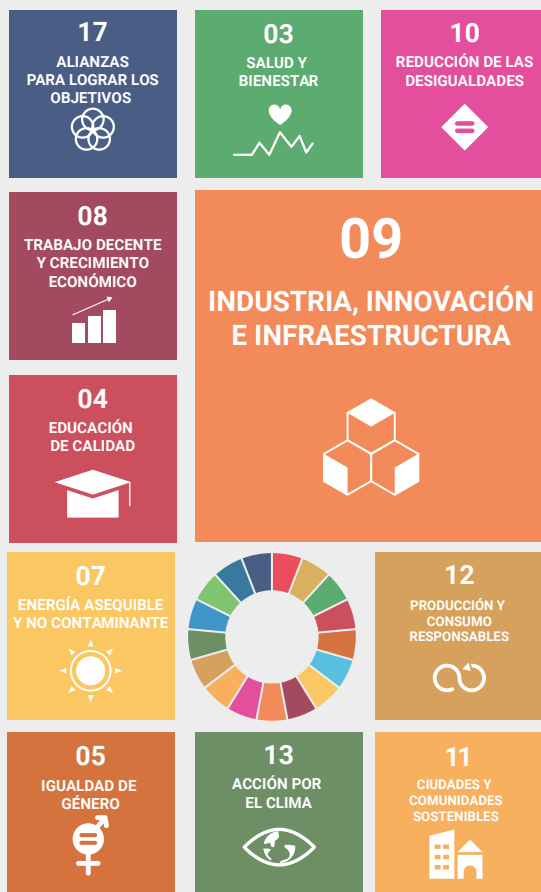 17
ALIANZAS
PARA LOGRAR LOS
OBJETIVOS
03
SALUD Y
BIENESTAR
10
REDUCCIÓN DE LAS
DESIGUALDADES
08
TRABAJO DECENTE
Y CRECIMIENTO
ECONÓMICO
09
INDUSTRIA, INNOVACIÓN
E INFRAESTRUCTURA
04
EDUCACIÓN
DE CALIDAD
07
ENERGÍA ASEQUIBLE
Y NO CONTAMINANTE
12
PRODUCCIÓN Y
CONSUMO
RESPONSABLES
05
IGUALDAD DE
GÉNERO
13
ACCIÓN POR
EL CLIMA
11
CIUDADES Y
COMUNIDADES
SOSTENIBLES